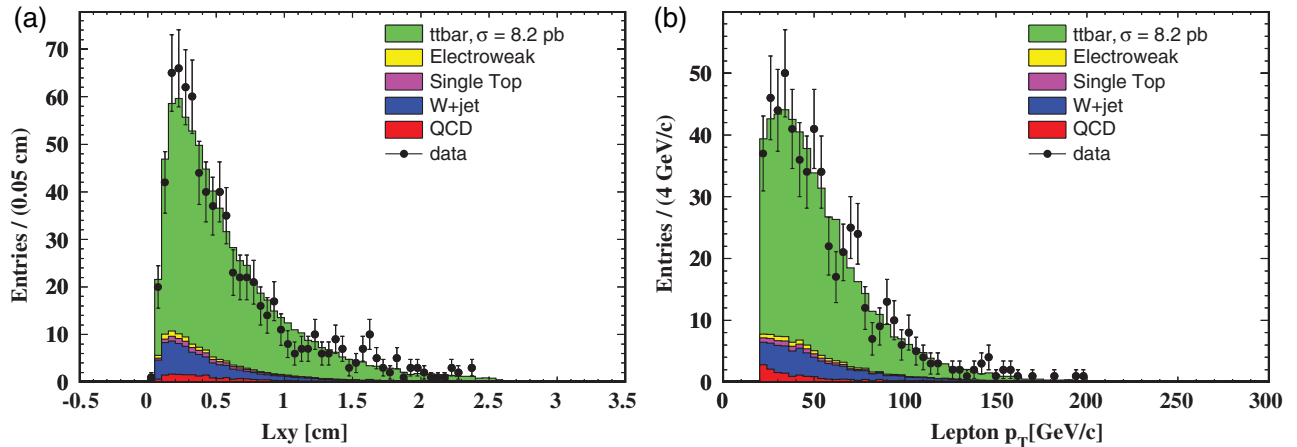 (a)
Entries / (0.05 cm)
70
60
50
40
30
20
10
0
-0.5
0
0.5
1
1.5
2
2.5
3
3.5
Lxy [cm]
ttbar, σ = 8.2 pb
Electroweak
Single Top
W+jet
QCD
data
(b)
Entries / (4 GeV/c)
50
40
30
20
10
0
0
50
100
150
200
250
300
Lepton p_T[GeV/c]
ttbar, σ = 8.2 pb
Electroweak
Single Top
W+jet
QCD
data